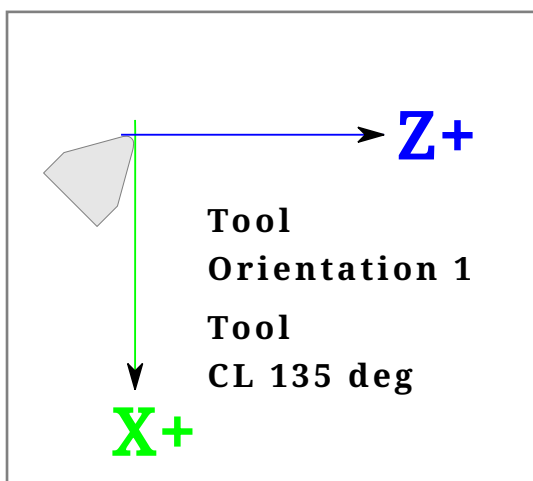 Z+
Tool
Orientation 1
Tool
CL 135 deg
X+